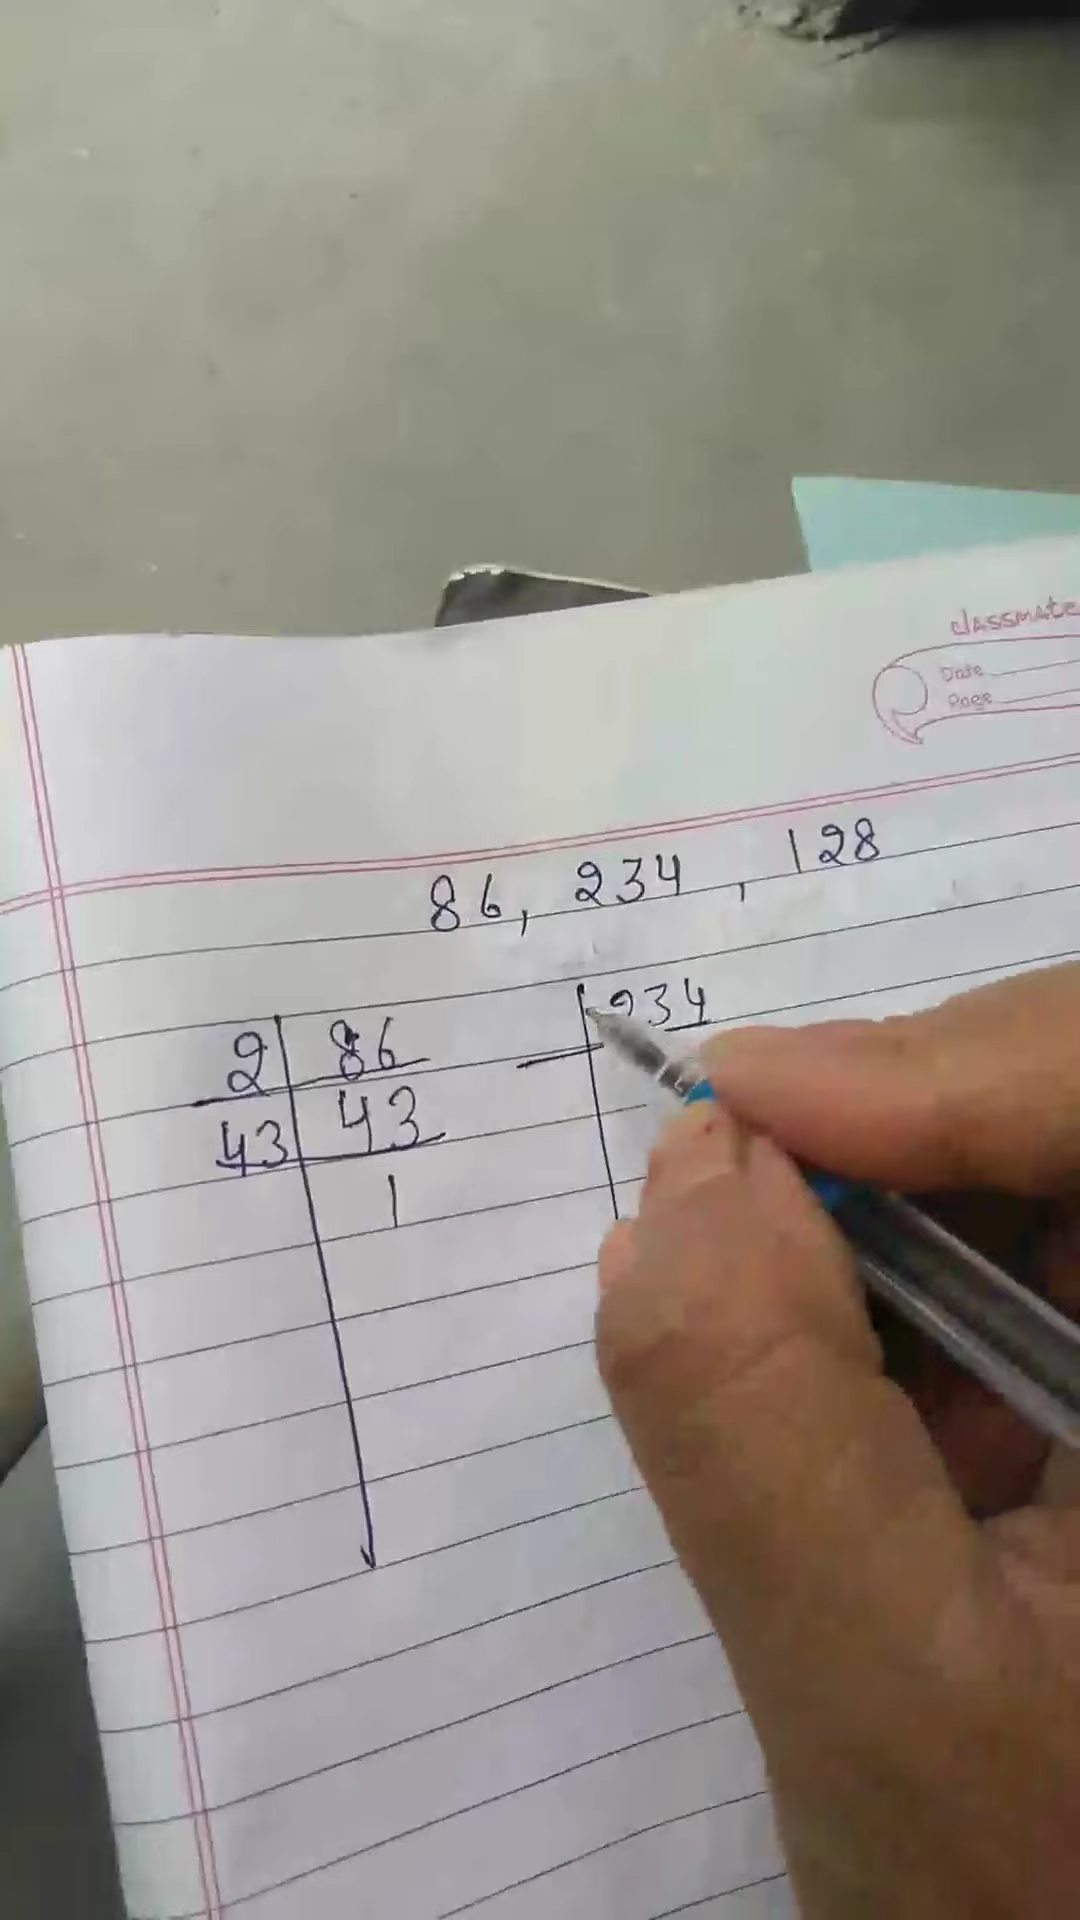 classmate
Date
Page
86, 234, 128
2 | 86
43 | 43
1
234